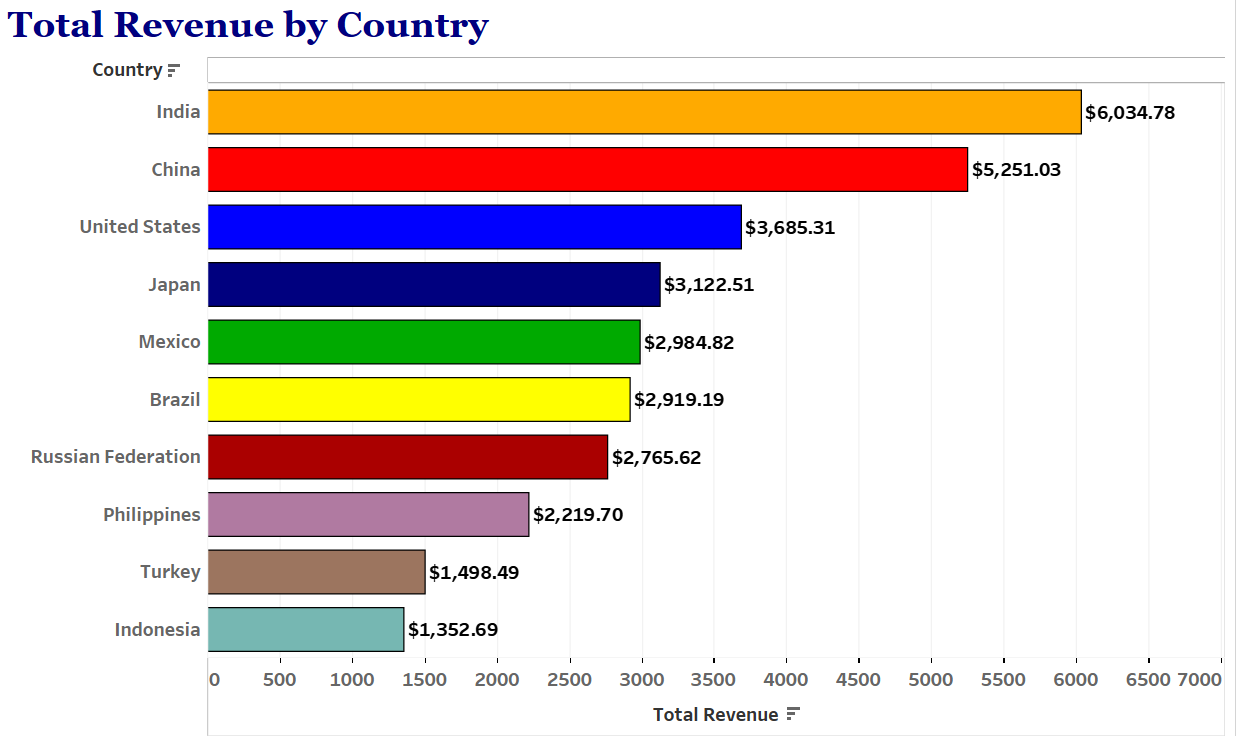 Total Revenue by Country
Country
India $6,034.78
China $5,251.03
United States $3,685.31
Japan $3,122.51
Mexico $2,984.82
Brazil $2,919.19
Russian Federation $2,765.62
Philippines $2,219.70
Turkey $1,498.49
Indonesia $1,352.69
0 500 1000 1500 2000 2500 3000 3500 4000 4500 5000 5500 6000 6500 7000
Total Revenue